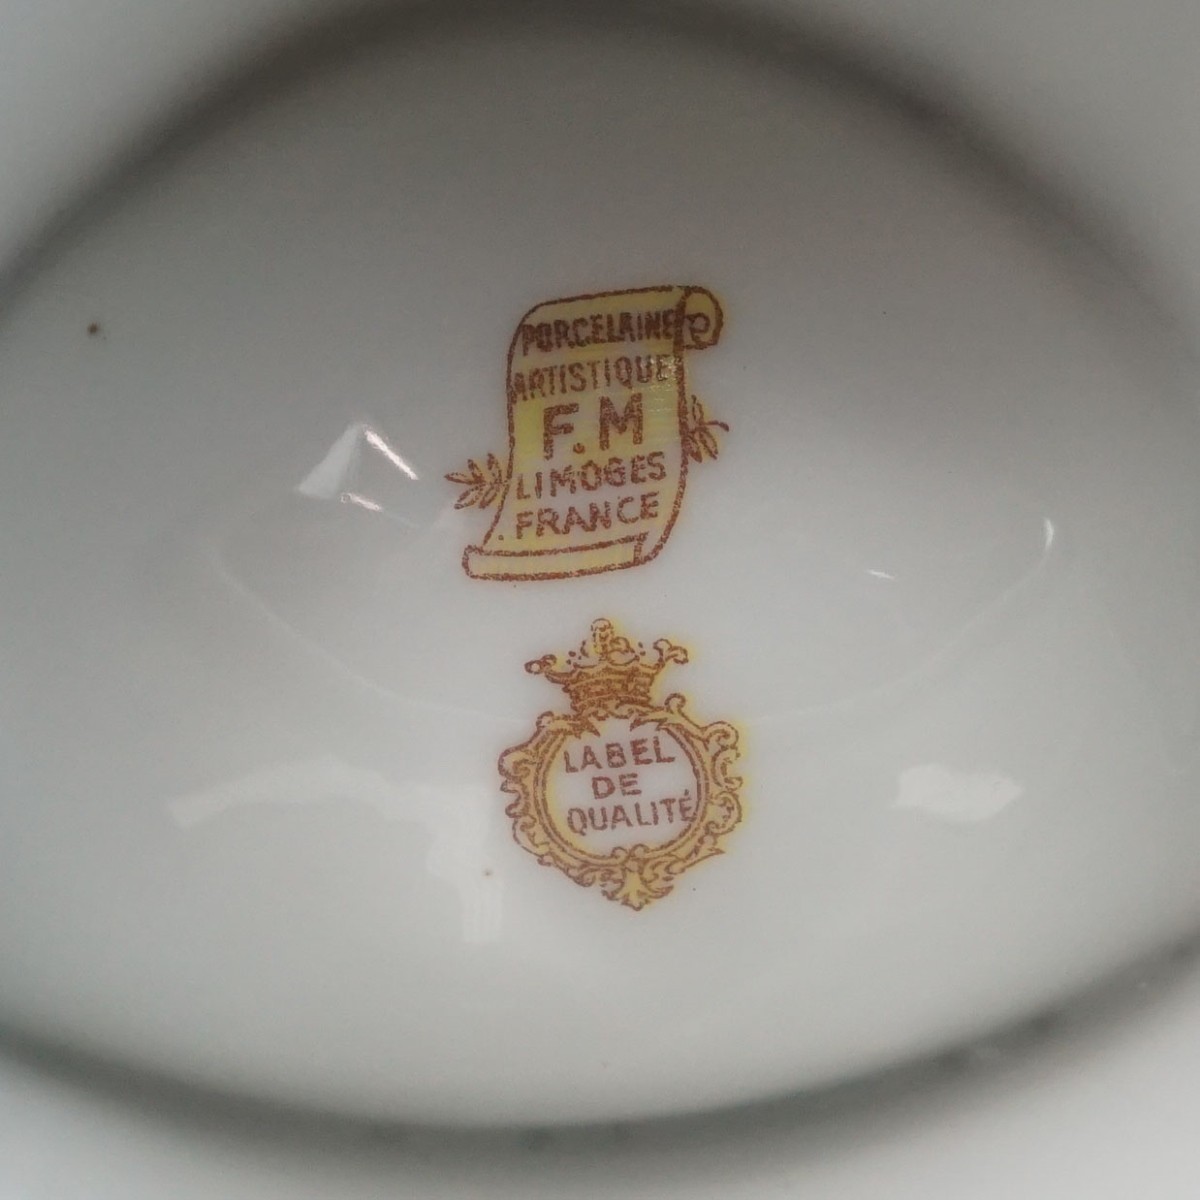 PORCELAINE
ARTISTIQUE
F.M
LIMOGES
FRANCE
LABEL
DE
QUALITÉ